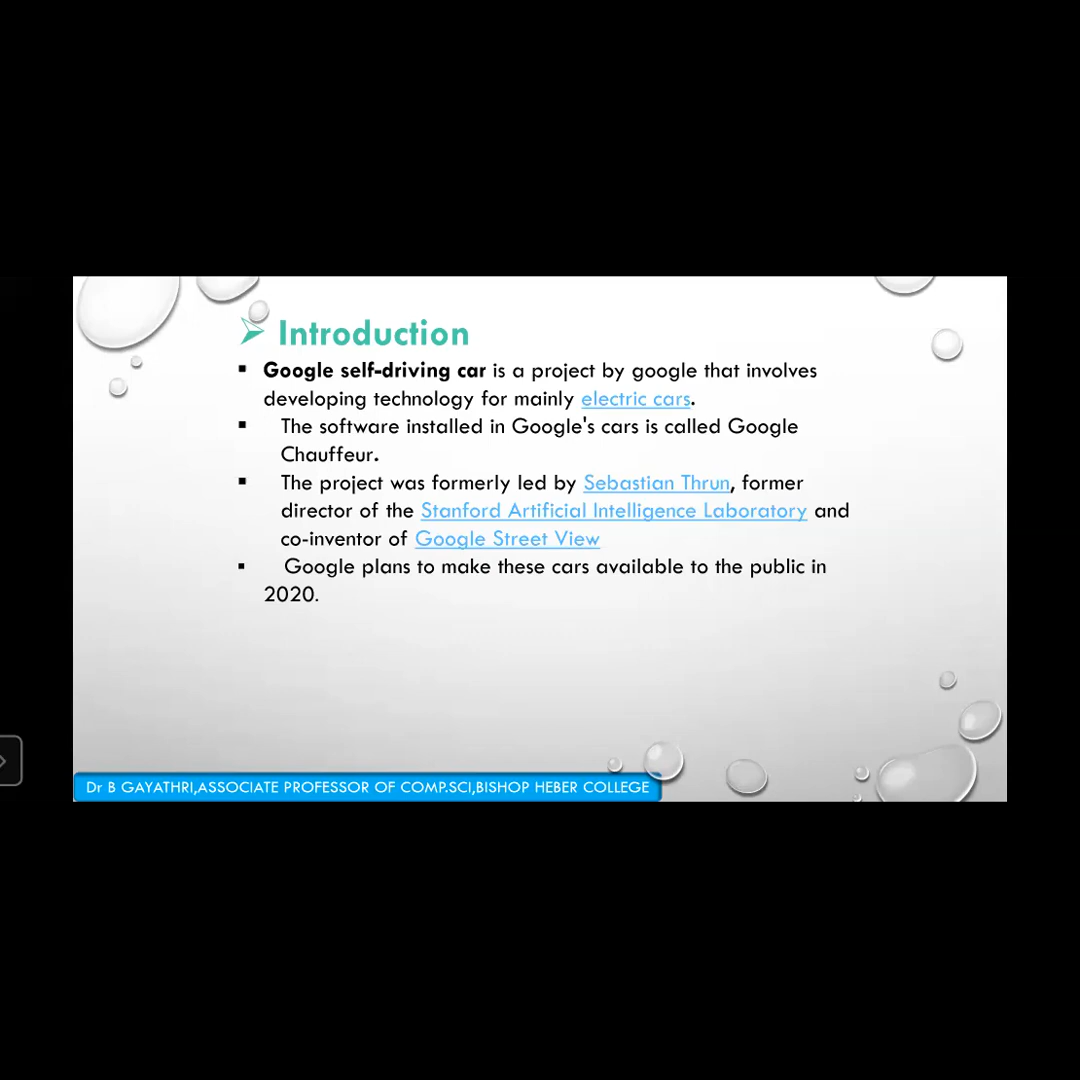 Introduction
Google self-driving car is a project by google that involves
developing technology for mainly electric cars.
The software installed in Google's cars is called Google
Chauffeur.
The project was formerly led by Sebastian Thrun, former
director of the Stanford Artificial Intelligence Laboratory and
co-inventor of Google Street View
Google plans to make these cars available to the public in
2020.
Dr B GAYATHRI,ASSOCIATE PROFESSOR OF COMP.SCI,BISHOP HEBER COLLEGE